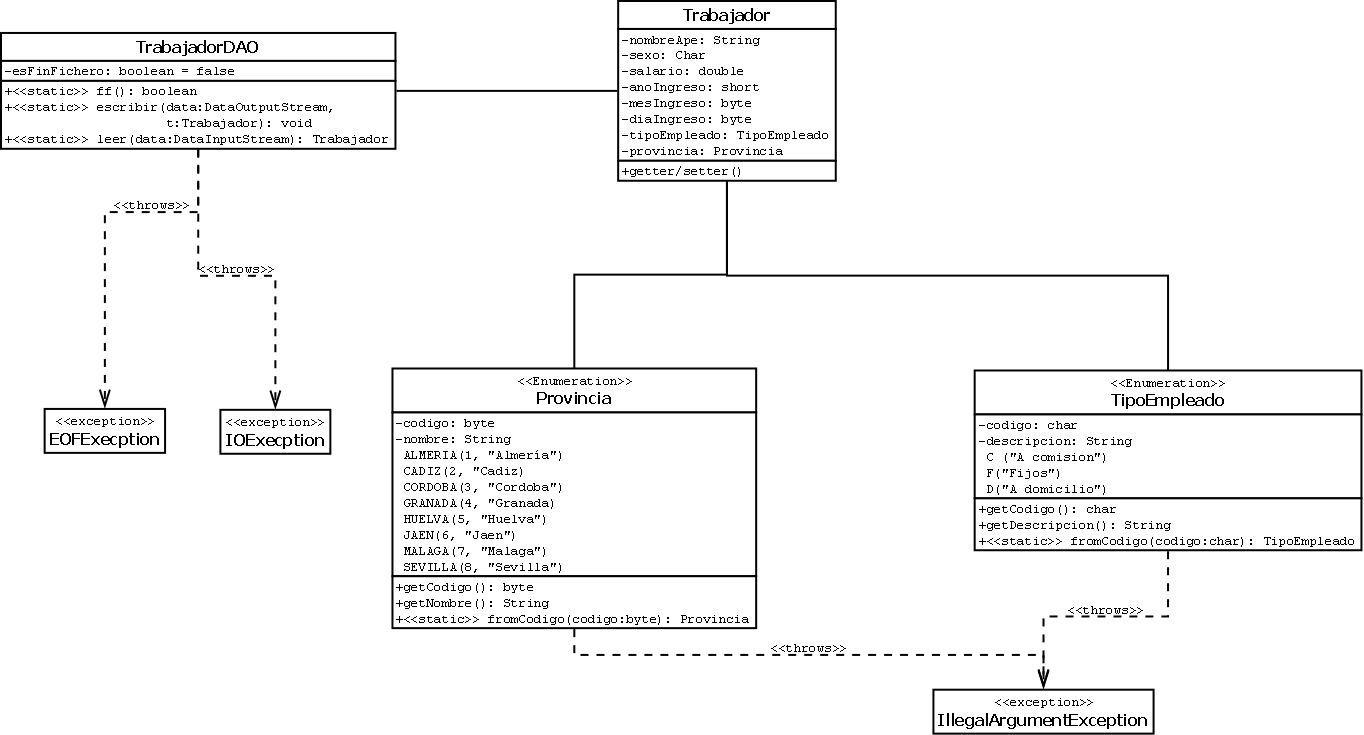 Trabajador
-nombreApe: String
-sexo: Char
-salario: double
-anoIngreso: short
-mesIngreso: byte
-diaIngreso: byte
-tipoEmpleado: TipoEmpleado
-provincia: Provincia
+getter/setter()
TrabajadorDAO
-esFinFichero: boolean = false
+<<static>> ff(): boolean
+<<static>> escribir(data:DataOutputStream,
t:Trabajador): void
+<<static>> leer(data:DataInputStream): Trabajador
<<throws>>
<<throws>>
<<exception>>
EOFExecption
<<exception>>
IOExecption
<<Enumeration>>
Provincia
-codigo: byte
-nombre: String
ALMERIA(1, "Almería")
CADIZ(2, "Cadiz)
CORDOBA(3, "Cordoba")
GRANADA(4, "Granada)
HUELVA(5, "Huelva")
JAEN(6, "Jaen")
MALAGA(7, "Malaga")
SEVILLA(8, "Sevilla")
+getCodigo(): byte
+getNombre(): String
+<<static>> fromCodigo(codigo:byte): Provincia
<<Enumeration>>
TipoEmpleado
-codigo: char
-descripcion: String
C ("A comision")
F("Fijos")
D("A domicilio")
+getCodigo(): char
+getDescripcion(): String
+<<static>> fromCodigo(codigo:char): TipoEmpleado
<<throws>>
<<throws>>
<<exception>>
IllegalArgumentException